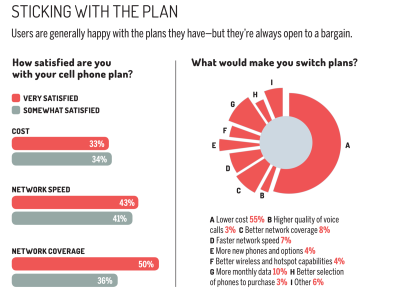 STICKING WITH THE PLAN
Users are generally happy with the plans they have—but they're always open to a bargain.
How satisfied are you
with your cell phone plan?
VERY SATISFIED
SOMEWHAT SATISFIED
COST
33%
34%
NETWORK SPEED
43%
41%
NETWORK COVERAGE
50%
36%
What would make you switch plans?
I
H
G
F
E
D
C
B
A
A Lower cost 55% B Higher quality of voice
calls 3% C Better network coverage 8%
D Faster network speed 7%
E More new phones and options 4%
F Better wireless and hotspot capabilities 4%
G More monthly data 10% H Better selection
of phones to purchase 3% I Other 6%